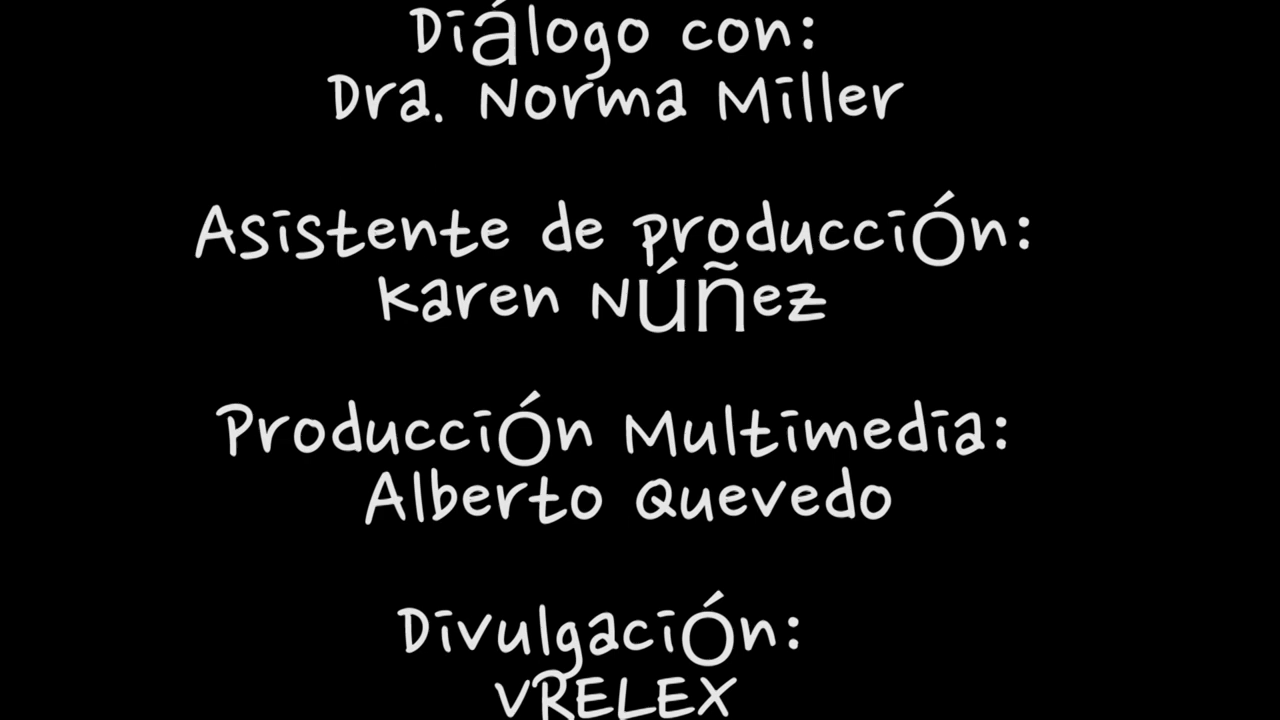 Diálogo con:
Dra. Norma Miller
Asistente de producción:
Karen Núñez
Producción Multimedia:
Alberto Quevedo
Divulgación:
VRELEX